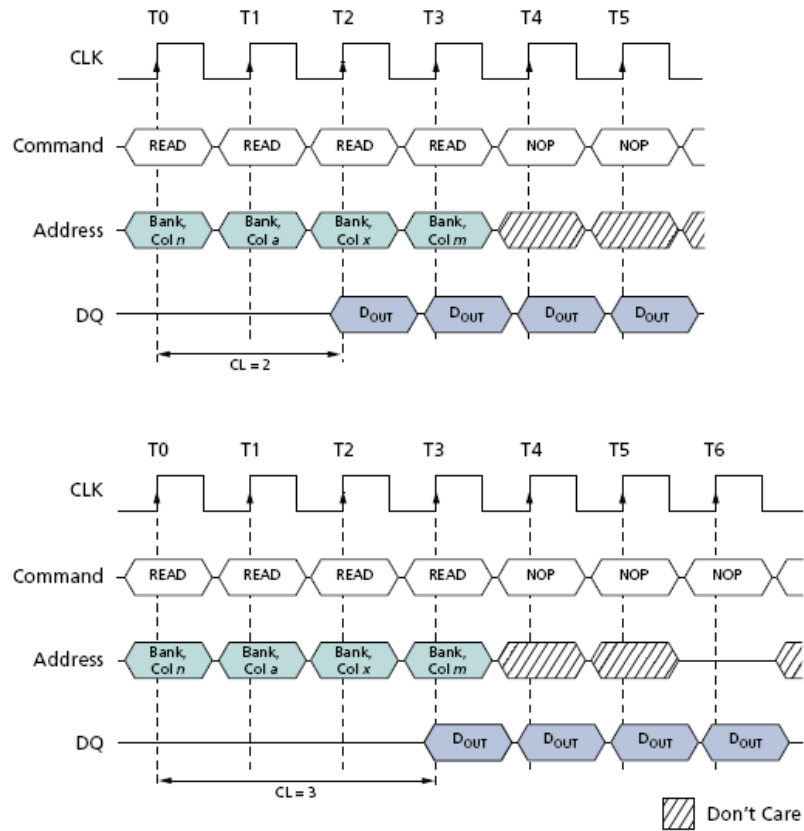 T0 T1 T2 T3 T4 T5
CLK
Command READ READ READ READ NOP NOP
Address Bank, Col n Bank, Col a Bank, Col x Bank, Col m
DQ DOUT DOUT DOUT DOUT
CL = 2
T0 T1 T2 T3 T4 T5 T6
CLK
Command READ READ READ READ NOP NOP NOP
Address Bank, Col n Bank, Col a Bank, Col x Bank, Col m
DQ DOUT DOUT DOUT DOUT
CL = 3
Don't Care